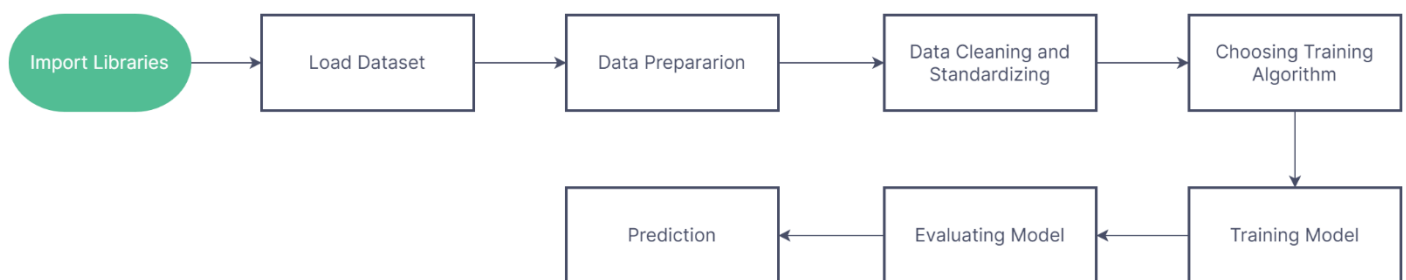 Import Libraries
Load Dataset
Data Prepararion
Data Cleaning and
Standardizing
Choosing Training
Algorithm
Training Model
Evaluating Model
Prediction